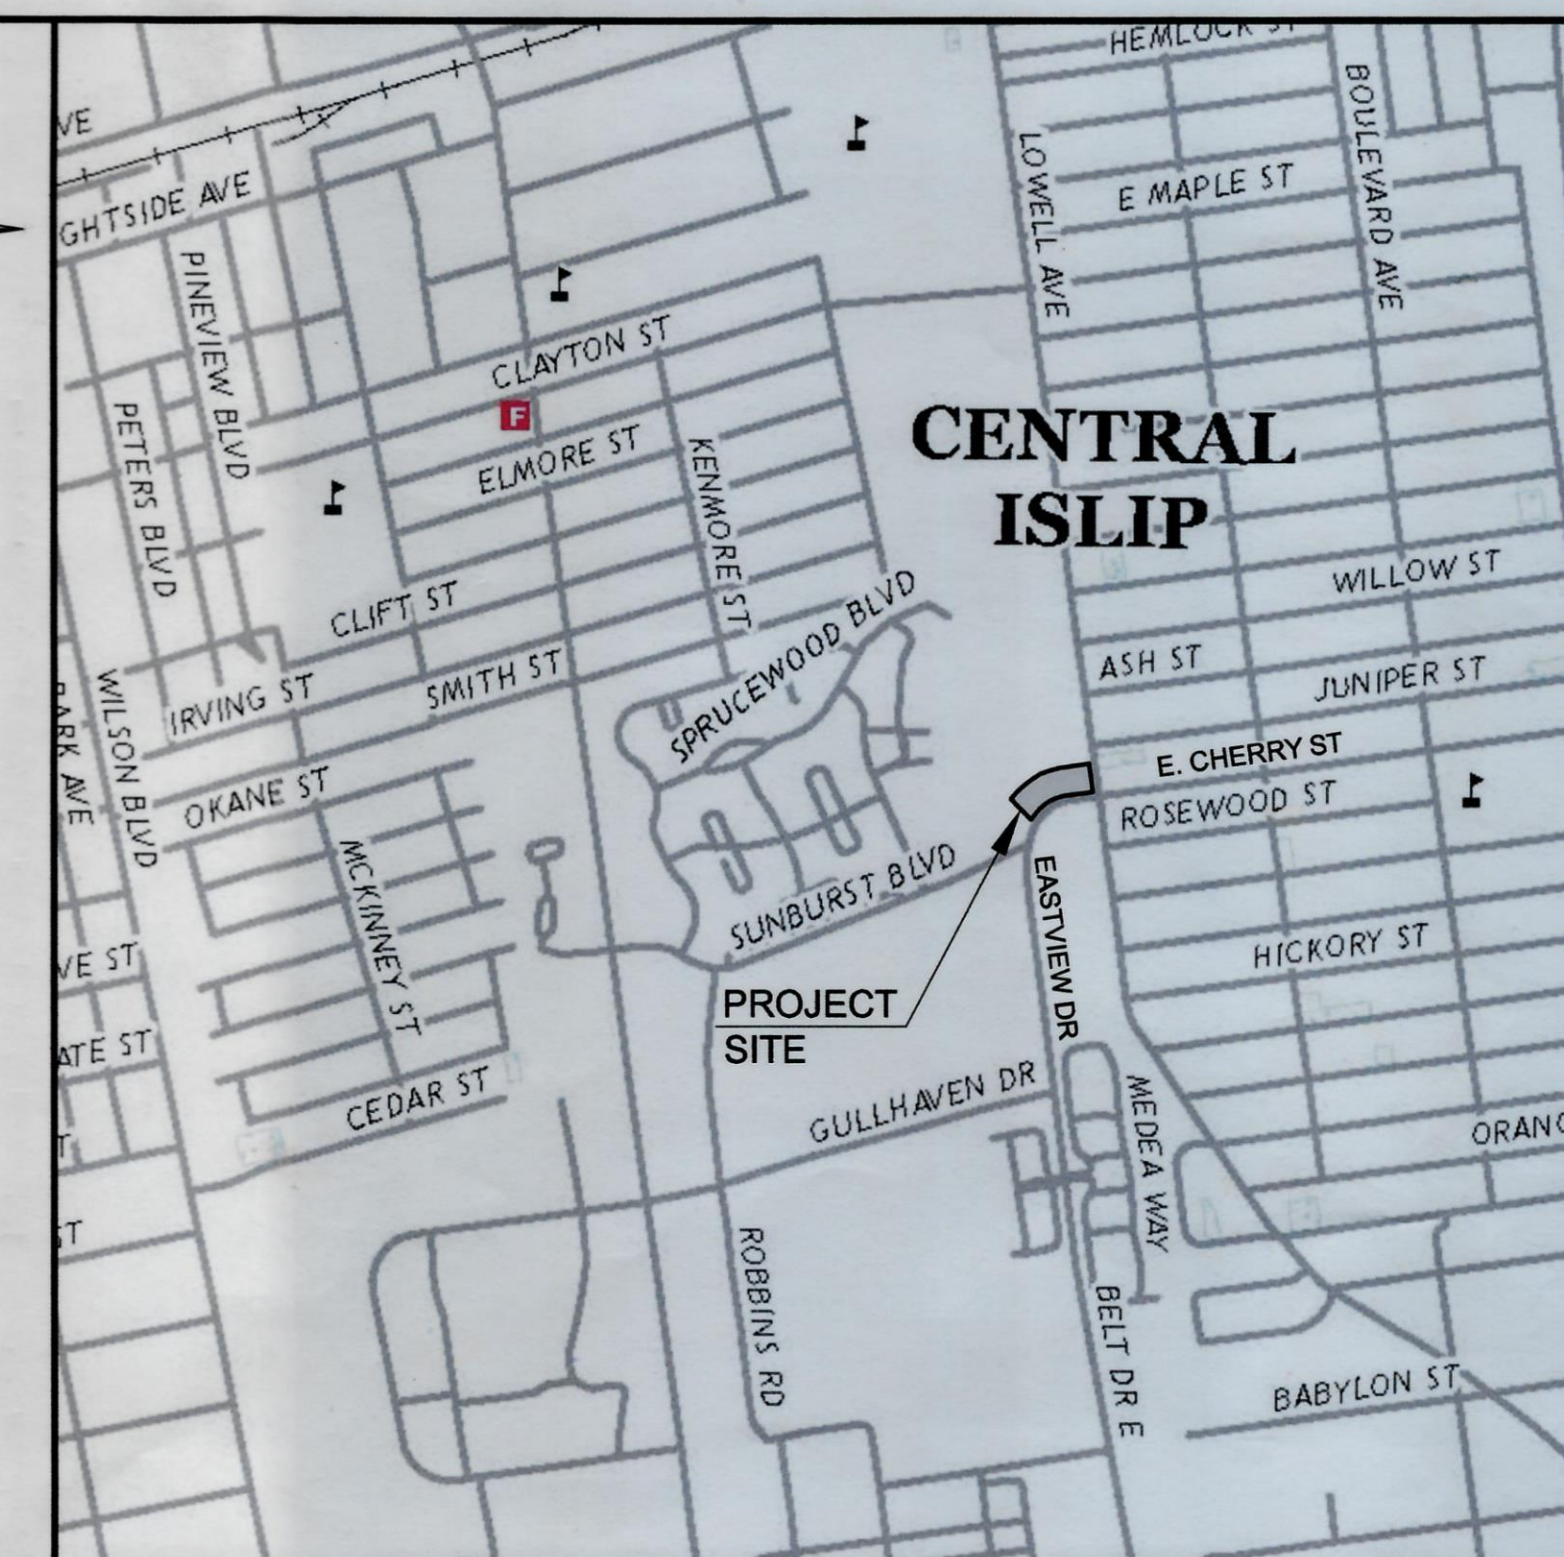 HEMLOCK ST
VE
BOULEVARD AVE
LOWELL AVE
E MAPLE ST
GHTSIDE AVE
PINEVIEW BLVD
CLAYTON ST
F
PETERS BLVD
ELMORE ST
KENMORE ST
CENTRAL
ISLIP
WILLOW ST
CLIFT ST
SPRUCEWOOD BLVD
ASH ST
JUNIPER ST
SMITH ST
IRVING ST
WILSON BLVD
PARK AVE
E. CHERRY ST
OKANE ST
ROSEWOOD ST
MCKINNEY ST
SUNBURST BLVD
EASTVIEW DR
HICKORY ST
VE ST
PROJECT
SITE
ATE ST
CEDAR ST
GULLHAVEN DR
MEDEA WAY
ORANG
T
ST
ROBBINS RD
BELT DR E
BABYLON ST